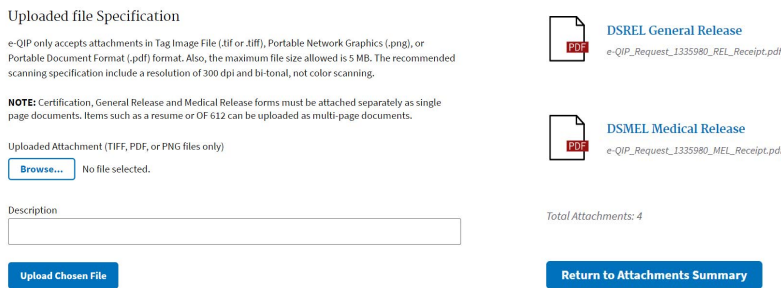 Uploaded file Specification
e-QIP only accepts attachments in Tag Image File (.tif or .tiff), Portable Network Graphics (.png), or
Portable Document Format (.pdf) format. Also, the maximum file size allowed is 5 MB. The recommended
scanning specification include a resolution of 300 dpi and bi-tonal, not color scanning.
NOTE: Certification, General Release and Medical Release forms must be attached separately as single
page documents. Items such as a resume or OF 612 can be uploaded as multi-page documents.
Uploaded Attachment (TIFF, PDF, or PNG files only)
Browse... No file selected.
Description
Upload Chosen File
PDF
DSREL General Release
e-QIP_Request_1335980_REL_Receipt.pdf
PDF
DSMEL Medical Release
e-QIP_Request_1335980_MEL_Receipt.pd
Total Attachments: 4
Return to Attachments Summary